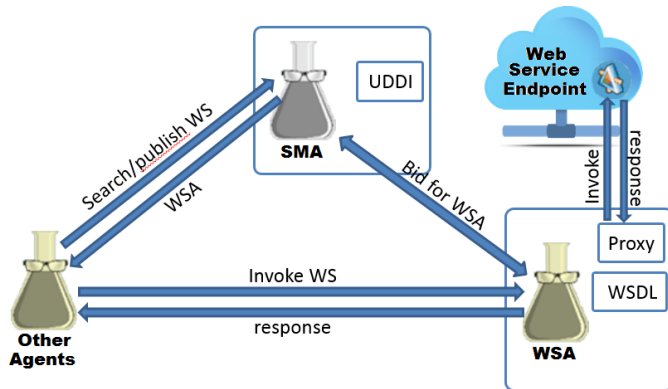 Web
Service
Endpoint
UDDI
SMA
Search/publish WS
WSA
Bid for WSA
Invoke
response
Proxy
WSDL
Invoke WS
response
Other
Agents
WSA